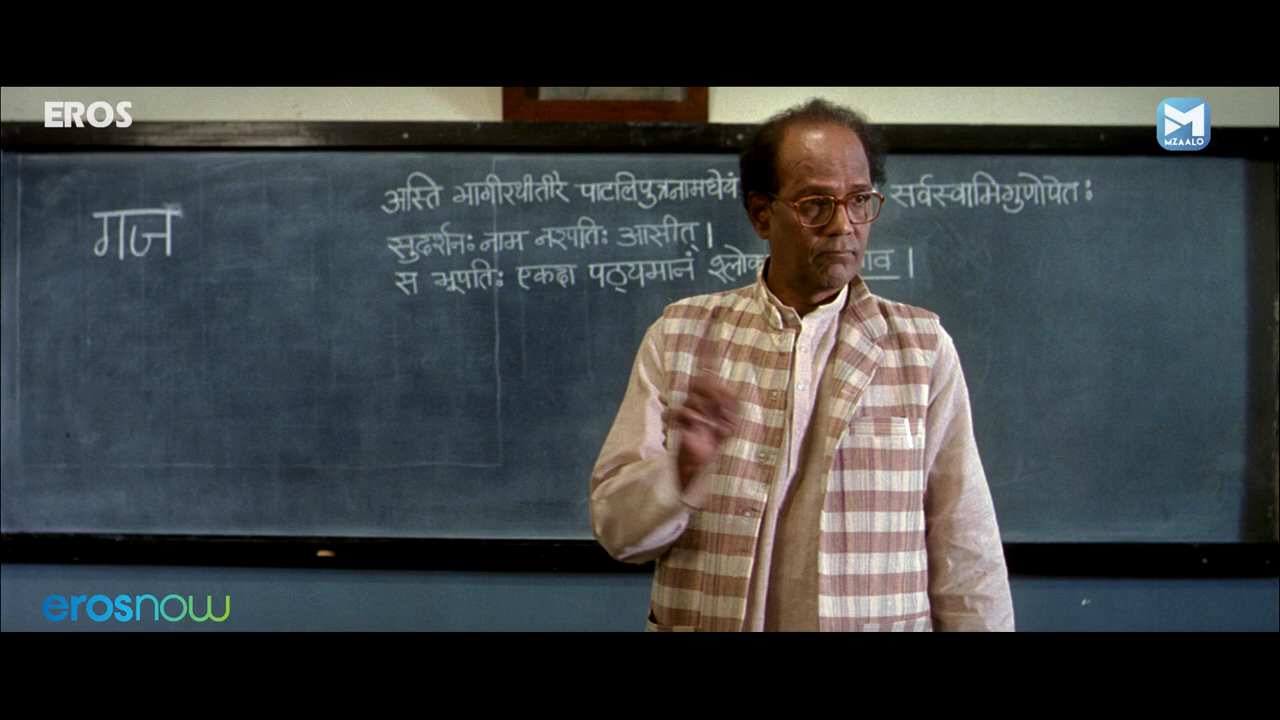 EROS
MZAALO
गज
अस्ति भागीरथीतीरे पाटलिपुत्रनामधेयं सर्वस्वामिगुणोपेतः
सुदर्शनः नाम नरपतिः आसीत् ।
स भूपतिः एकदा पठ्यमानं ।
erosnow